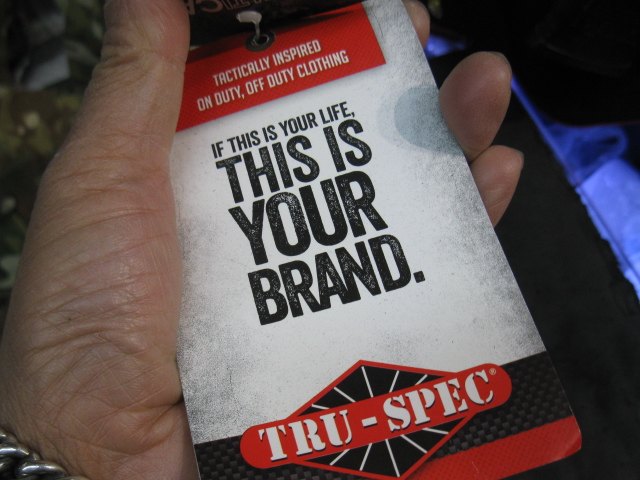 TACTICALLY INSPIRED
ON DUTY, OFF DUTY CLOTHING
IF THIS IS YOUR LIFE,
THIS IS
YOUR
BRAND.
TRU-SPEC®